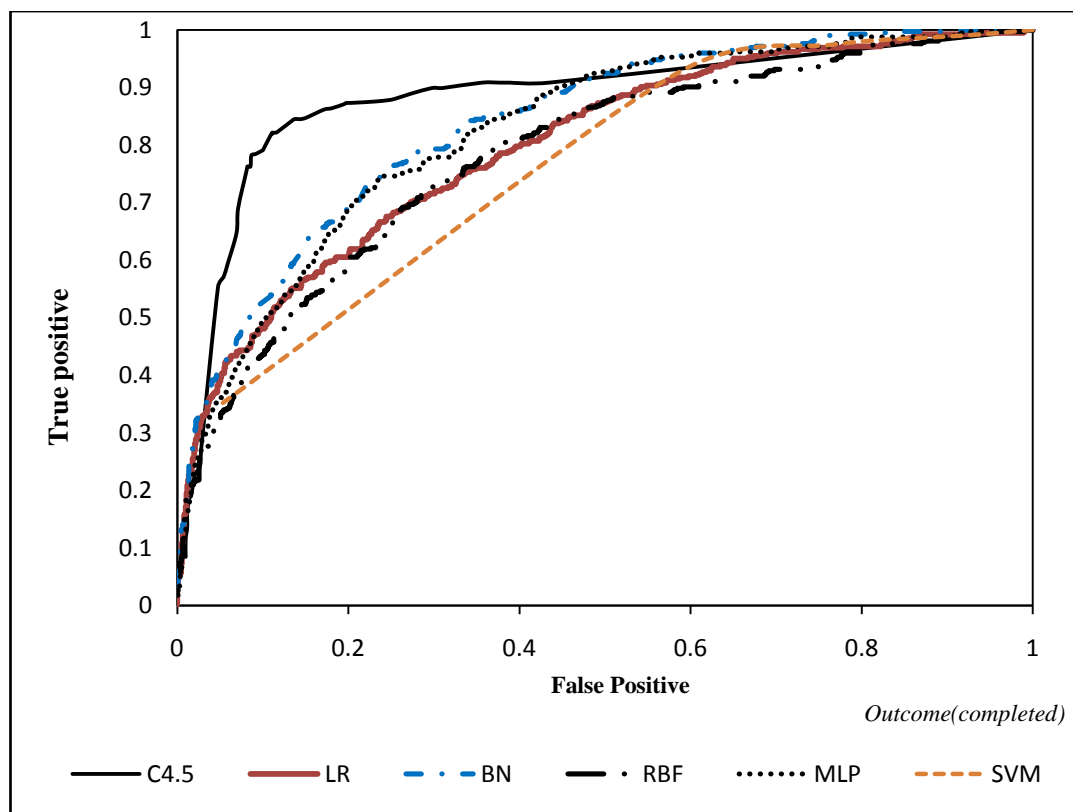 1
0.9
0.8
0.7
0.6
0.5
0.4
0.3
0.2
0.1
0
True positive
0 0.2 0.4 0.6 0.8 1
False Positive
Outcome(completed)
C4.5 LR BN RBF MLP SVM